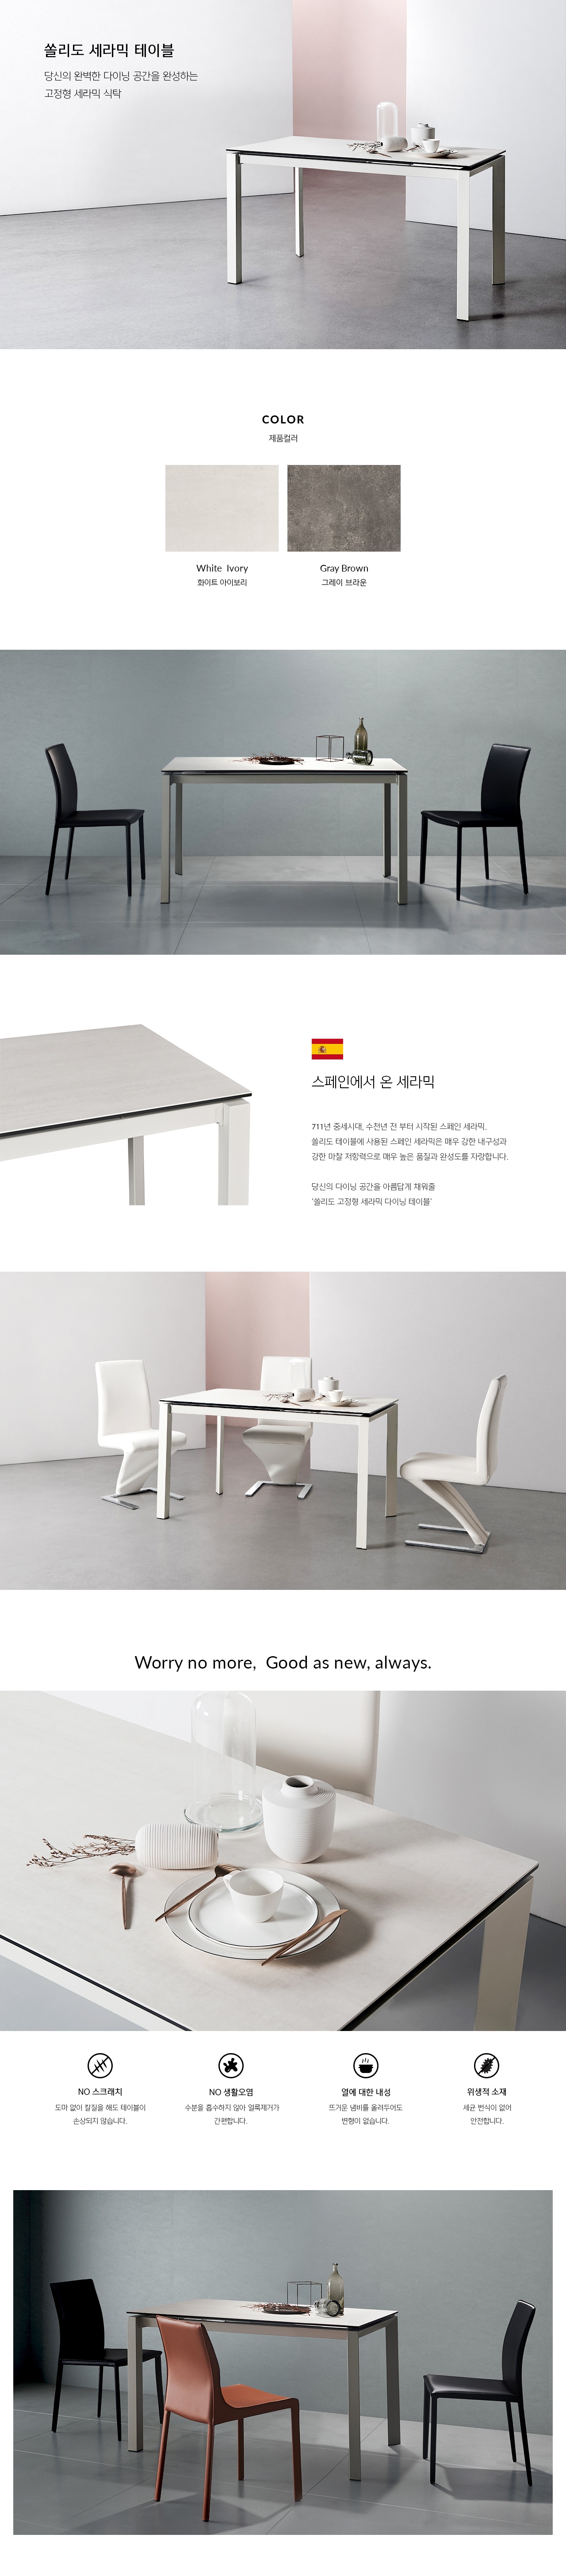 쏠리도 세라믹 테이블
당신의 완벽한 다이닝 공간을 완성하는
고정형 세라믹 식탁
COLOR
제품컬러
White Ivory
화이트 아이보리
Gray Brown
그레이 브라운
스페인에서 온 세라믹
711년 중세시대, 수천년 전 부터 시작된 스페인 세라믹.
쏠리도 테이블에 사용된 스페인 세라믹은 매우 강한 내구성과
강한 마찰 저항력으로 매우 높은 품질과 완성도를 자랑합니다.
당신의 다이닝 공간을 아름답게 채워줄
'쏠리도 고정형 세라믹 다이닝 테이블'
Worry no more, Good as new, always.
NO 스크래치
도마 없이 칼질을 해도 테이블이
손상되지 않습니다.
NO 생활오염
수분을 흡수하지 않아 얼룩제거가
간편합니다.
열에 대한 내성
뜨거운 냄비를 올려두어도
변형이 없습니다.
위생적 소재
세균 번식이 없어
안전합니다.